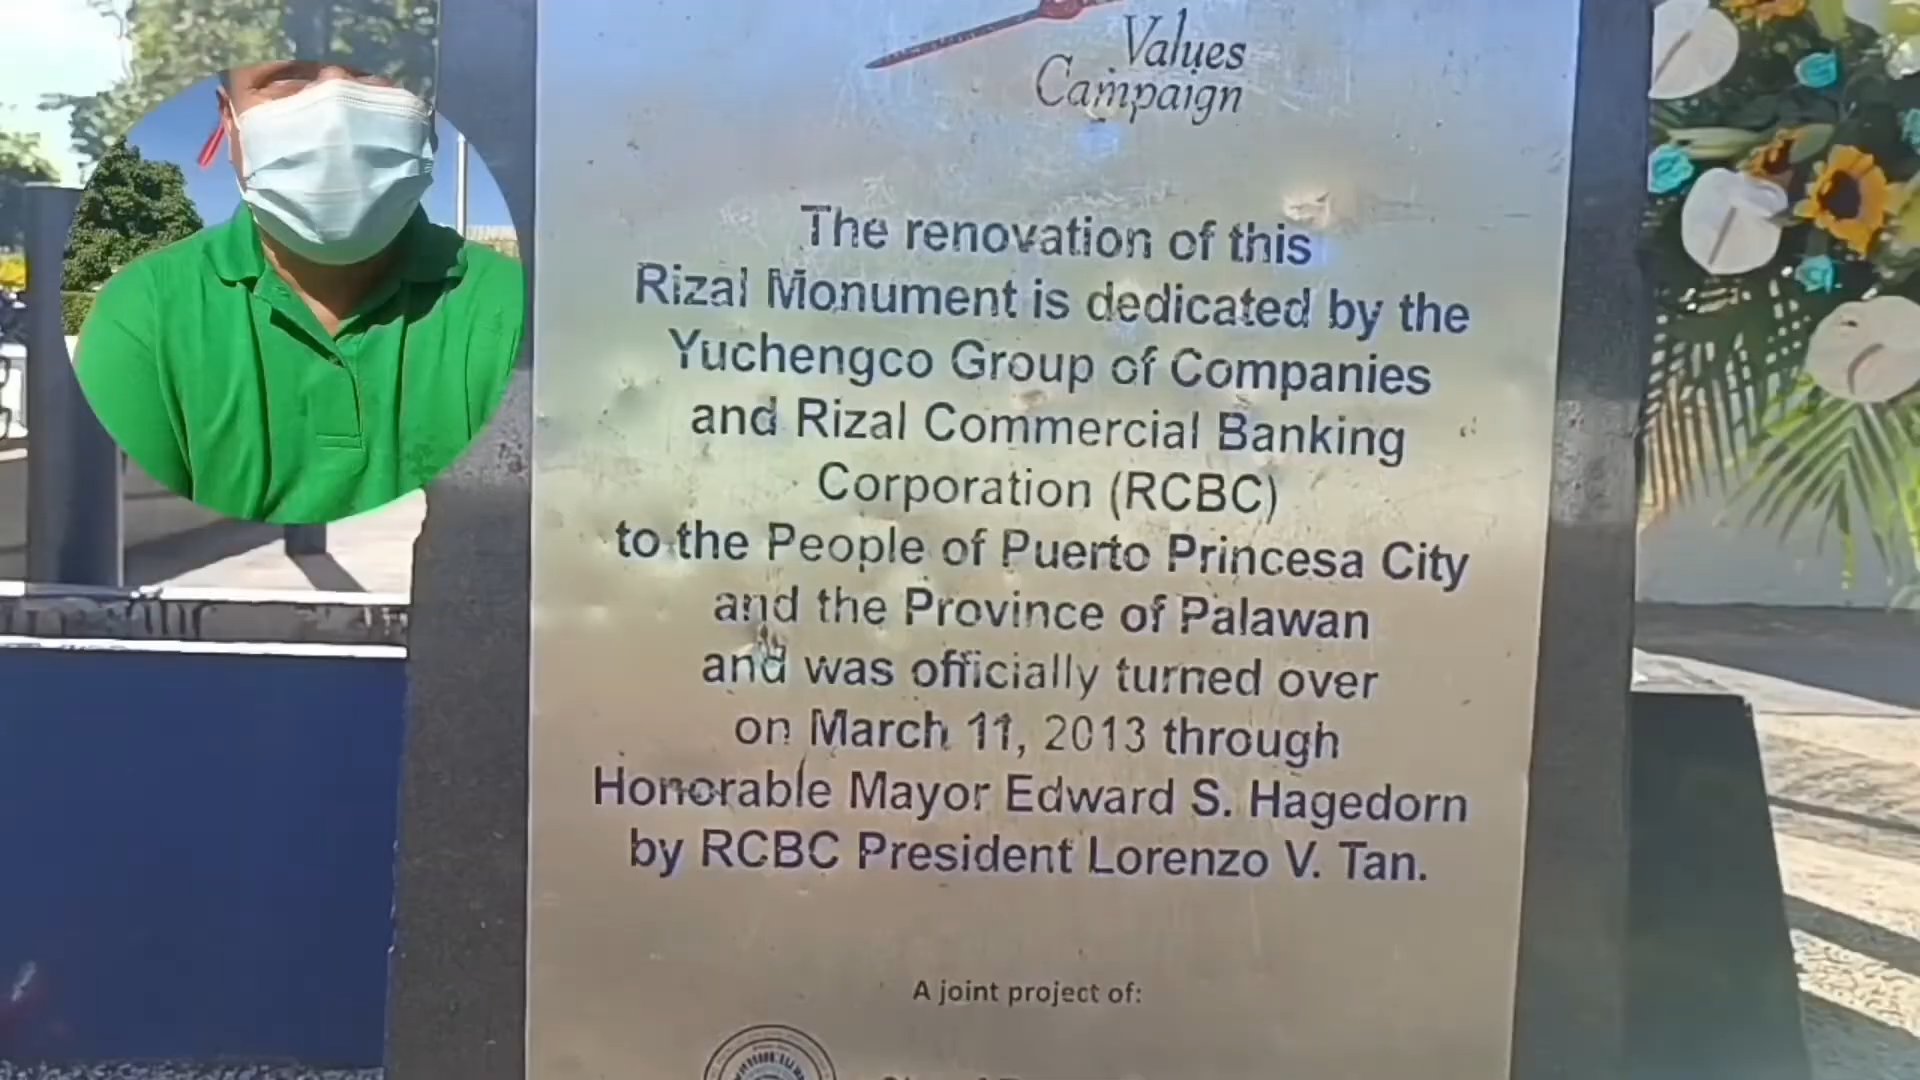 Values
Campaign
The renovation of this
Rizal Monument is dedicated by the
Yuchengco Group of Companies
and Rizal Commercial Banking
Corporation (RCBC)
to the People of Puerto Princesa City
and the Province of Palawan
and was officially turned over
on March 11, 2013 through
Honorable Mayor Edward S. Hagedorn
by RCBC President Lorenzo V. Tan.
A joint project of: